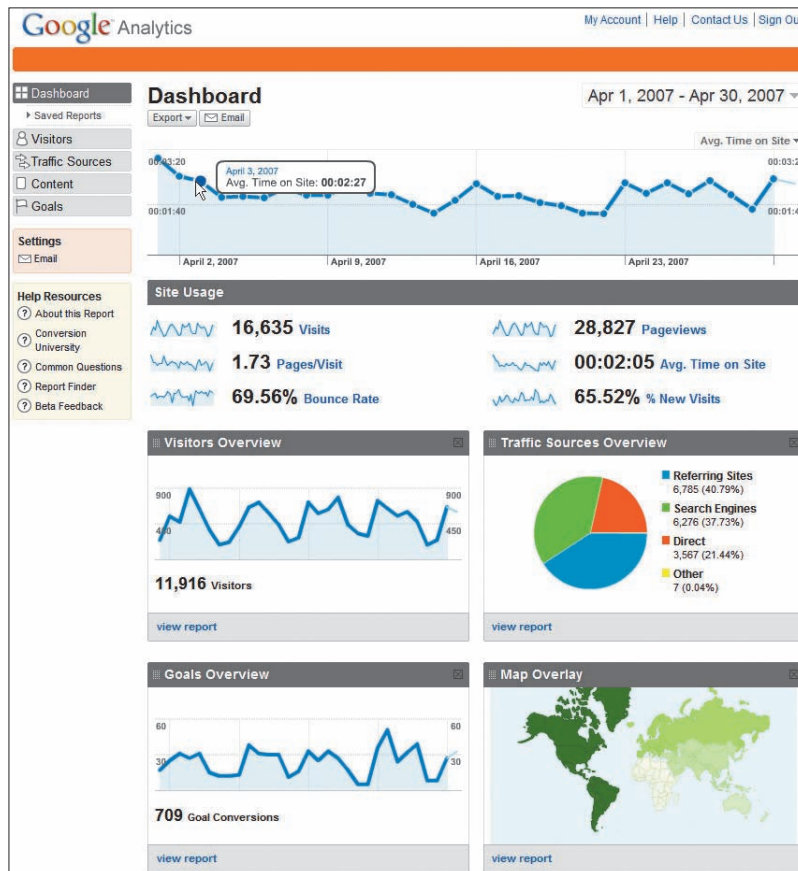 Google Analytics
My Account | Help | Contact Us | Sign Ou
Dashboard
Saved Reports
Visitors
Traffic Sources
Content
Goals
Settings
Email
Help Resources
About this Report
Conversion
University
Common Questions
Report Finder
Beta Feedback
Dashboard
Apr 1, 2007 - Apr 30, 2007
Export
Email
Avg. Time on Site
00:03:20
00:03:2
April 3, 2007
Avg. Time on Site: 00:02:27
00:01:40
00:01:40
April 2, 2007
April 9, 2007
April 16, 2007
April 23, 2007
Site Usage
16,635 Visits
28,827 Pageviews
1.73 Pages/Visit
00:02:05 Avg. Time on Site
69.56% Bounce Rate
65.52% % New Visits
Visitors Overview
900
900
450
450
11,916 Visitors
view report
Traffic Sources Overview
Referring Sites
6,785 (40.79%)
Search Engines
6,276 (37.73%)
Direct
3,567 (21.44%)
Other
7 (0.04%)
view report
Goals Overview
60
60
30
30
709 Goal Conversions
view report
Map Overlay
view report